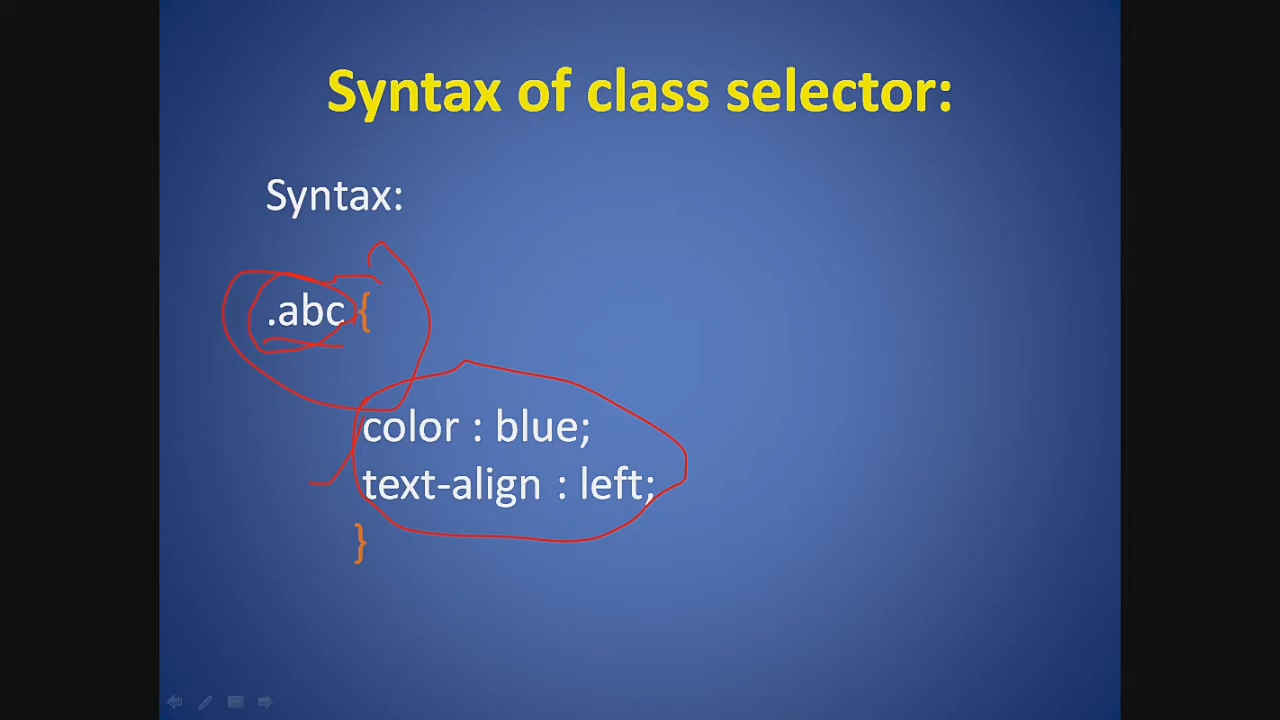 Syntax of class selector:
Syntax:
.abc {
color : blue;
text-align : left;
}